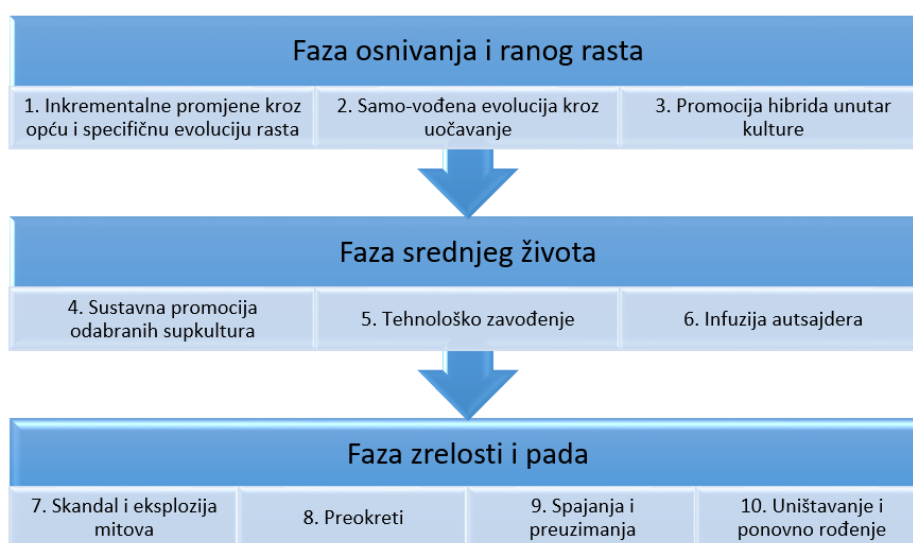 Faza osnivanja i ranog rasta
1. Inkrementalne promjene kroz
opću i specifičnu evoluciju rasta
2. Samo-vođena evolucija kroz
uočavanje
3. Promocija hibrida unutar
kulture
Faza srednjeg života
4. Sustavna promocija
odabranih supkultura
5. Tehnološko zavođenje
6. Infuzija autsajdera
Faza zrelosti i pada
7. Skandal i eksplozija
mitova
8. Preokreti
9. Spajanja i
preuzimanja
10. Uništavanje i
ponovno rođenje